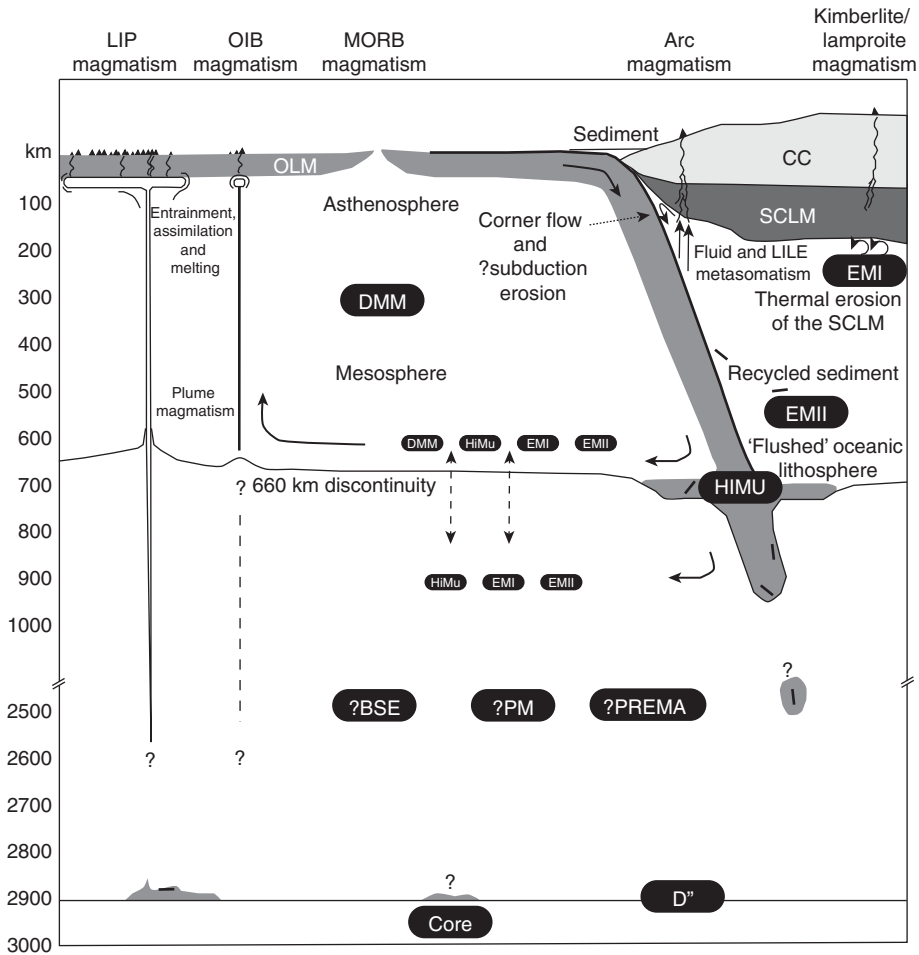 LIP
magmatism
OIB
magmatism
MORB
magmatism
Arc
magmatism
Kimberlite/
lamproite
magmatism
km
100
200
300
400
500
600
700
800
900
1000
2500
2600
2700
2800
2900
3000
OLM
Sediment
CC
SCLM
Entrainment,
assimilation
and
melting
Asthenosphere
Corner flow
and
?subduction
erosion
Fluid and LILE
metasomatism
EMI
Thermal erosion
of the SCLM
DMM
Mesosphere
Recycled sediment
EMII
Plume
magmatism
DMM
HiMu
EMI
EMII
'Flushed' oceanic
lithosphere
? 660 km discontinuity
HIMU
HiMu
EMI
EMII
?
?BSE
?PM
?PREMA
?
?
?
D”
Core